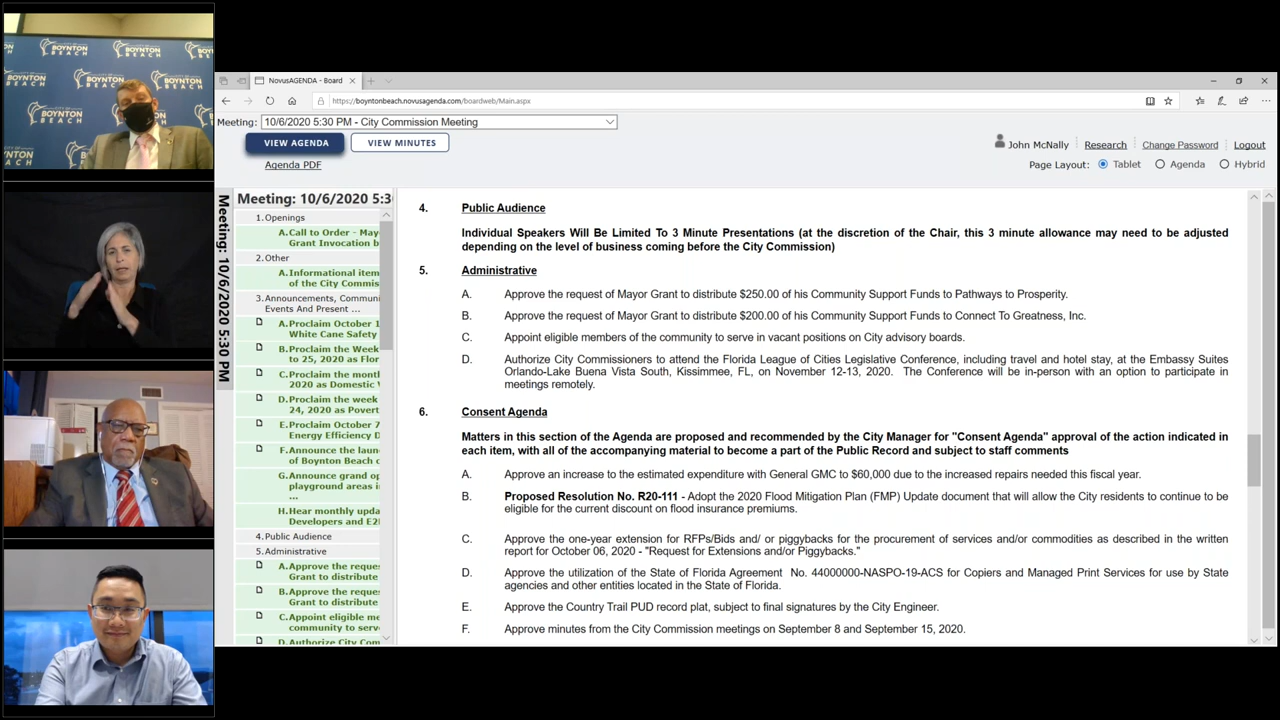 CITY OF
BOYNTON
BEACH
BOYNTON
BEACH
NovusAGENDA - Board
https://boyntonbeach.novusagenda.com/boardweb/Main.aspx
Meeting: 10/6/2020 5:30 PM - City Commission Meeting
VIEW AGENDA VIEW MINUTES
Agenda PDF
John McNally Research Change Password Logout
Page Layout: Tablet Agenda Hybrid
Meeting: 10/6/2020 5:30 PM
Meeting: 10/6/2020 5:3
1.Openings
A.Call to Order - May
Grant Invocation b
2.Other
A.Informational item
of the City Commis
3.Announcements, Commun
Events And Present ...
A.Proclaim October 1
White Cane Safety
B.Proclaim the Week
to 25, 2020 as Flor
C.Proclaim the mont
2020 as Domestic V
D.Proclaim the week
24, 2020 as Povert
E.Proclaim October 7
Energy Efficiency D
F.Announce the laun
of Boynton Beach c
G.Announce grand op
playground areas i
...
H.Hear monthly upda
Developers and E2
4.Public Audience
5.Administrative
A.Approve the reque
Grant to distribute
B.Approve the reque
Grant to distribute
C.Appoint eligible me
community to serv
D.Authorize City Com
4. Public Audience
Individual Speakers Will Be Limited To 3 Minute Presentations (at the discretion of the Chair, this 3 minute allowance may need to be adjusted
depending on the level of business coming before the City Commission)
5. Administrative
A. Approve the request of Mayor Grant to distribute $250.00 of his Community Support Funds to Pathways to Prosperity.
B. Approve the request of Mayor Grant to distribute $200.00 of his Community Support Funds to Connect To Greatness, Inc.
C. Appoint eligible members of the community to serve in vacant positions on City advisory boards.
D. Authorize City Commissioners to attend the Florida League of Cities Legislative Conference, including travel and hotel stay, at the Embassy Suites
Orlando-Lake Buena Vista South, Kissimmee, FL, on November 12-13, 2020. The Conference will be in-person with an option to participate in
meetings remotely.
6. Consent Agenda
Matters in this section of the Agenda are proposed and recommended by the City Manager for "Consent Agenda" approval of the action indicated in
each item, with all of the accompanying material to become a part of the Public Record and subject to staff comments
A. Approve an increase to the estimated expenditure with General GMC to $60,000 due to the increased repairs needed this fiscal year.
B. Proposed Resolution No. R20-111 - Adopt the 2020 Flood Mitigation Plan (FMP) Update document that will allow the City residents to continue to be
eligible for the current discount on flood insurance premiums.
C. Approve the one-year extension for RFPs/Bids and/ or piggybacks for the procurement of services and/or commodities as described in the written
report for October 06, 2020 - "Request for Extensions and/or Piggybacks."
D. Approve the utilization of the State of Florida Agreement No. 44000000-NASPO-19-ACS for Copiers and Managed Print Services for use by State
agencies and other entities located in the State of Florida.
E. Approve the Country Trail PUD record plat, subject to final signatures by the City Engineer.
F. Approve minutes from the City Commission meetings on September 8 and September 15, 2020.